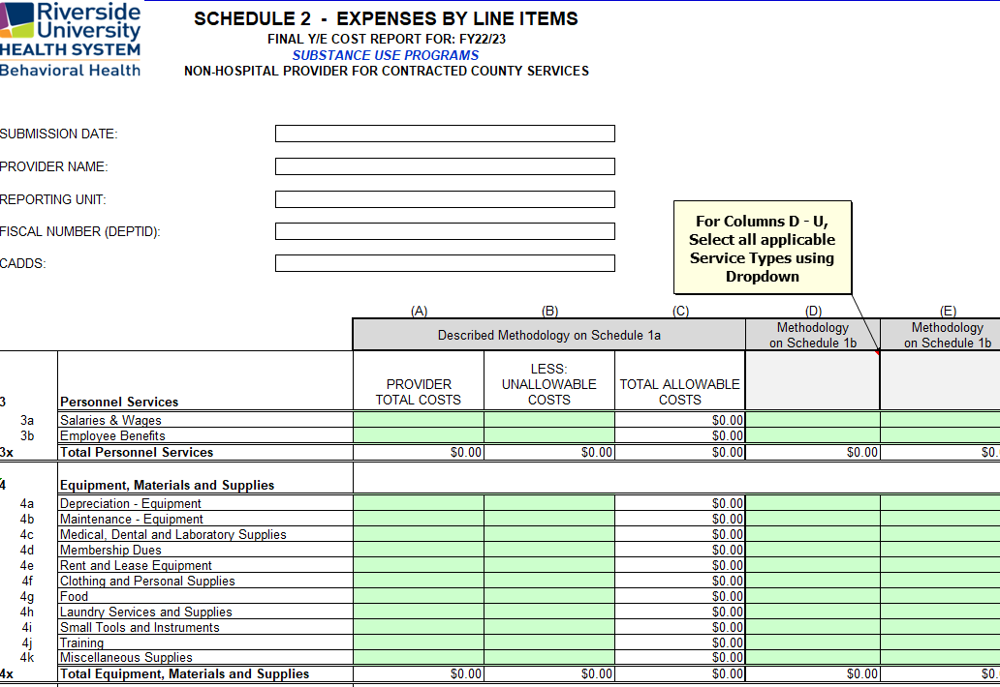 Riverside
University
HEALTH SYSTEM
Behavioral Health
SCHEDULE 2 - EXPENSES BY LINE ITEMS
FINAL Y/E COST REPORT FOR: FY22/23
SUBSTANCE USE PROGRAMS
NON-HOSPITAL PROVIDER FOR CONTRACTED COUNTY SERVICES
SUBMISSION DATE:
PROVIDER NAME:
REPORTING UNIT:
FISCAL NUMBER (DEPTID):
CADDS:
For Columns D - U,
Select all applicable
Service Types using
Dropdown
(A) (B) (C) (D) (E)
Described Methodology on Schedule 1a
Methodology
on Schedule 1b
Methodology
on Schedule 1b
PROVIDER
TOTAL COSTS
LESS:
UNALLOWABLE
COSTS
TOTAL ALLOWABLE
COSTS
3 Personnel Services
3a Salaries & Wages $0.00
3b Employee Benefits $0.00
3x Total Personnel Services $0.00 $0.00 $0.00 $0.00 $0.
4 Equipment, Materials and Supplies
4a Depreciation - Equipment $0.00
4b Maintenance - Equipment $0.00
4c Medical, Dental and Laboratory Supplies $0.00
4d Membership Dues $0.00
4e Rent and Lease Equipment $0.00
4f Clothing and Personal Supplies $0.00
4g Food $0.00
4h Laundry Services and Supplies $0.00
4i Small Tools and Instruments $0.00
4j Training $0.00
4k Miscellaneous Supplies $0.00
4x Total Equipment, Materials and Supplies $0.00 $0.00 $0.00 $0.00 $0.